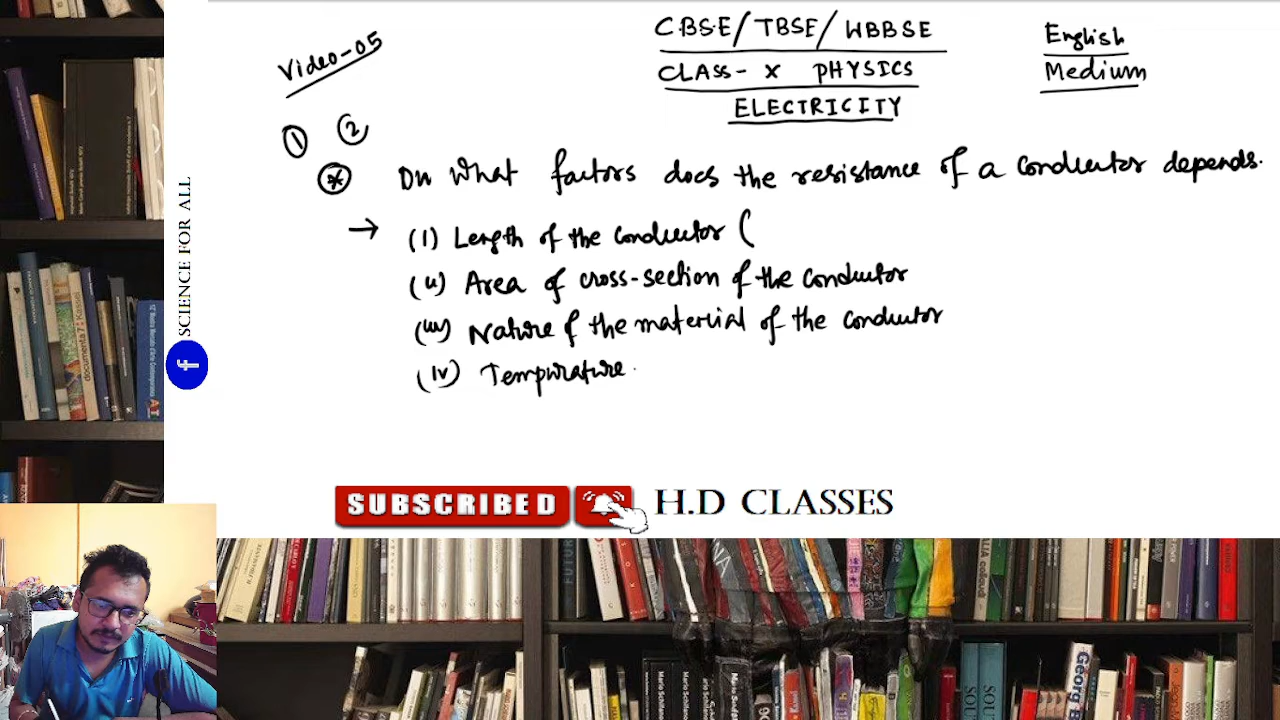 Video-05
CBSE/TBSE/WBBSE
CLASS- X PHYSICS
ELECTRICITY
English
Medium
① ②
* On What factors does the resistance of a conductor depends.
→ (i) Length of the conductor (
(ii) Area of cross-section of the conductor
(iii) Nature of the material of the conductor
(iv) Temperature.
SCIENCE FOR ALL
f
SUBSCRIBED
H.D CLASSES